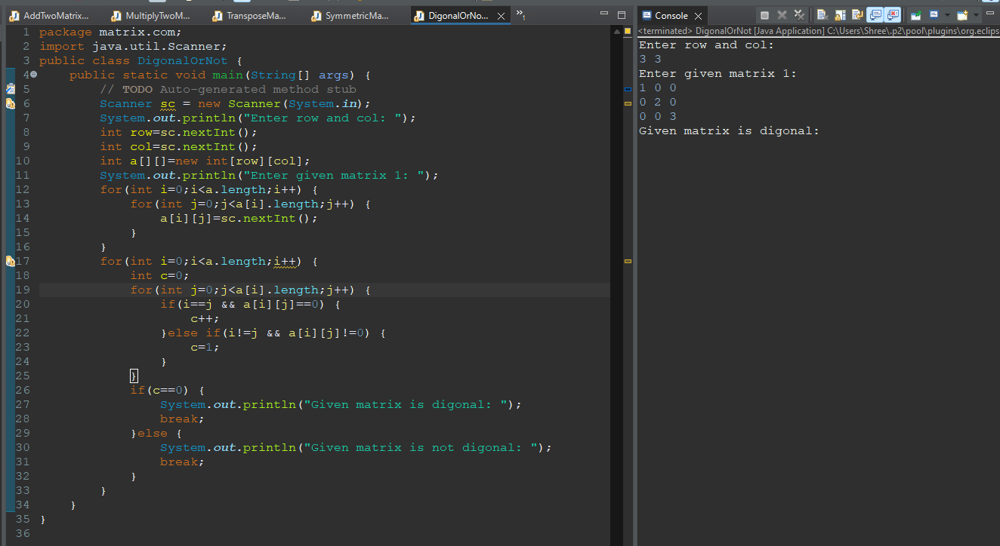 AddTwoMatrix...
MultiplyTwoM...
TransposeMa...
SymmetricMa...
DigonalOrNo...
»1
1 package matrix.com;
2 import java.util.Scanner;
3 public class DigonalOrNot {
4 public static void main(String[] args) {
5 // TODO Auto-generated method stub
6 Scanner sc = new Scanner(System.in);
7 System.out.println("Enter row and col: ");
8 int row=sc.nextInt();
9 int col=sc.nextInt();
10 int a[][]=new int[row][col];
11 System.out.println("Enter given matrix 1: ");
12 for(int i=0;i<a.length;i++) {
13 for(int j=0;j<a[i].length;j++) {
14 a[i][j]=sc.nextInt();
15 }
16 }
17 for(int i=0;i<a.length;i++) {
18 int c=0;
19 for(int j=0;j<a[i].length;j++) {
20 if(i==j && a[i][j]==0) {
21 c++;
22 }else if(i!=j && a[i][j]!=0) {
23 c=1;
24 }
25 }
26 if(c==0) {
27 System.out.println("Given matrix is digonal: ");
28 break;
29 }else {
30 System.out.println("Given matrix is not digonal: ");
31 break;
32 }
33 }
34 }
35 }
36
Console
<terminated> DigonalOrNot [Java Application] C:\Users\Shree\.p2\pool\plugins\org.eclips
Enter row and col:
3 3
Enter given matrix 1:
1 0 0
0 2 0
0 0 3
Given matrix is digonal: